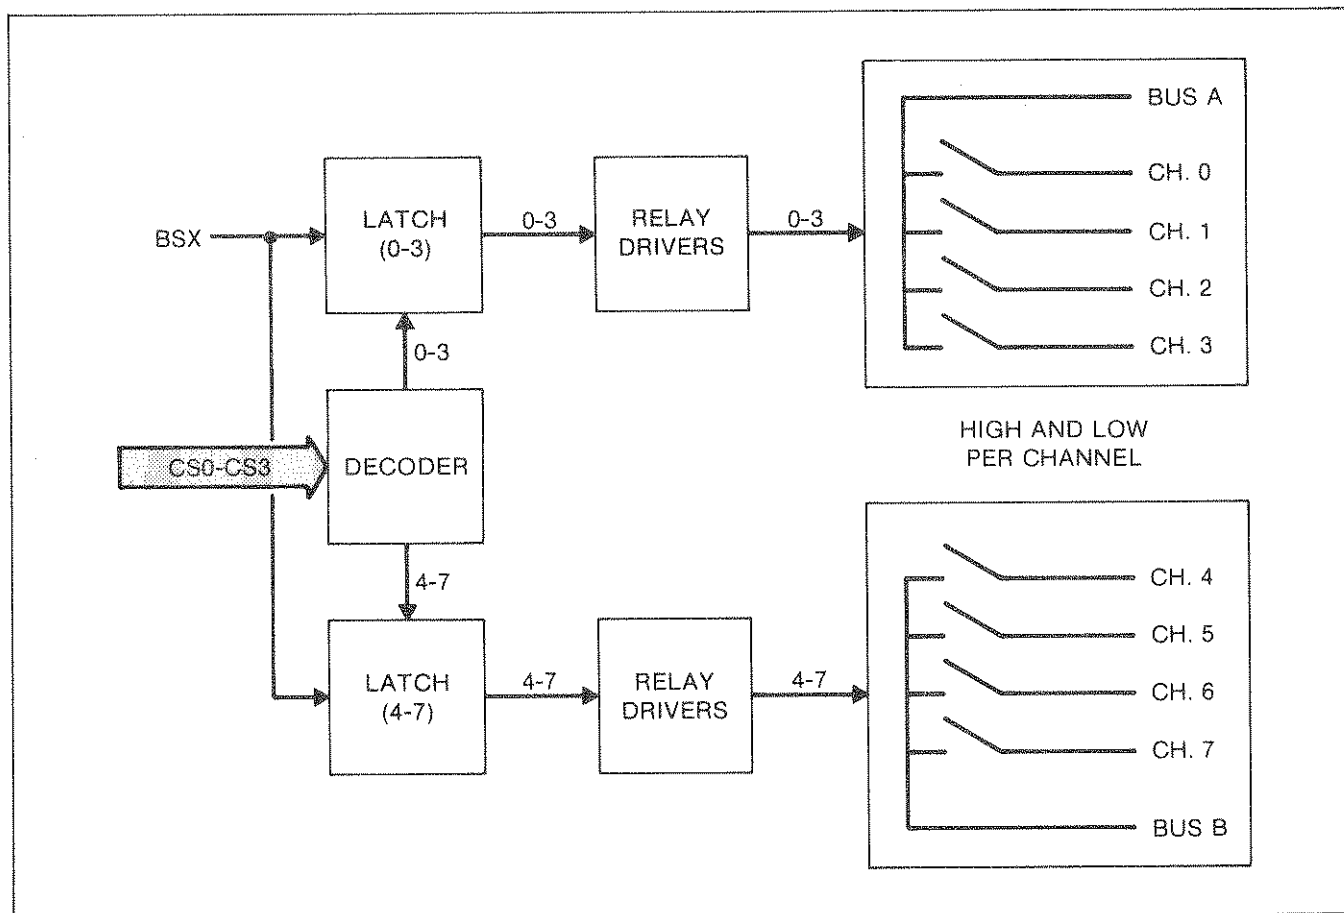 BUS A
CH. 0
CH. 1
CH. 2
CH. 3
BSX
LATCH
(0-3)
0-3
RELAY
DRIVERS
0-3
0-3
CS0-CS3
DECODER
HIGH AND LOW
PER CHANNEL
4-7
LATCH
(4-7)
4-7
RELAY
DRIVERS
4-7
CH. 4
CH. 5
CH. 6
CH. 7
BUS B